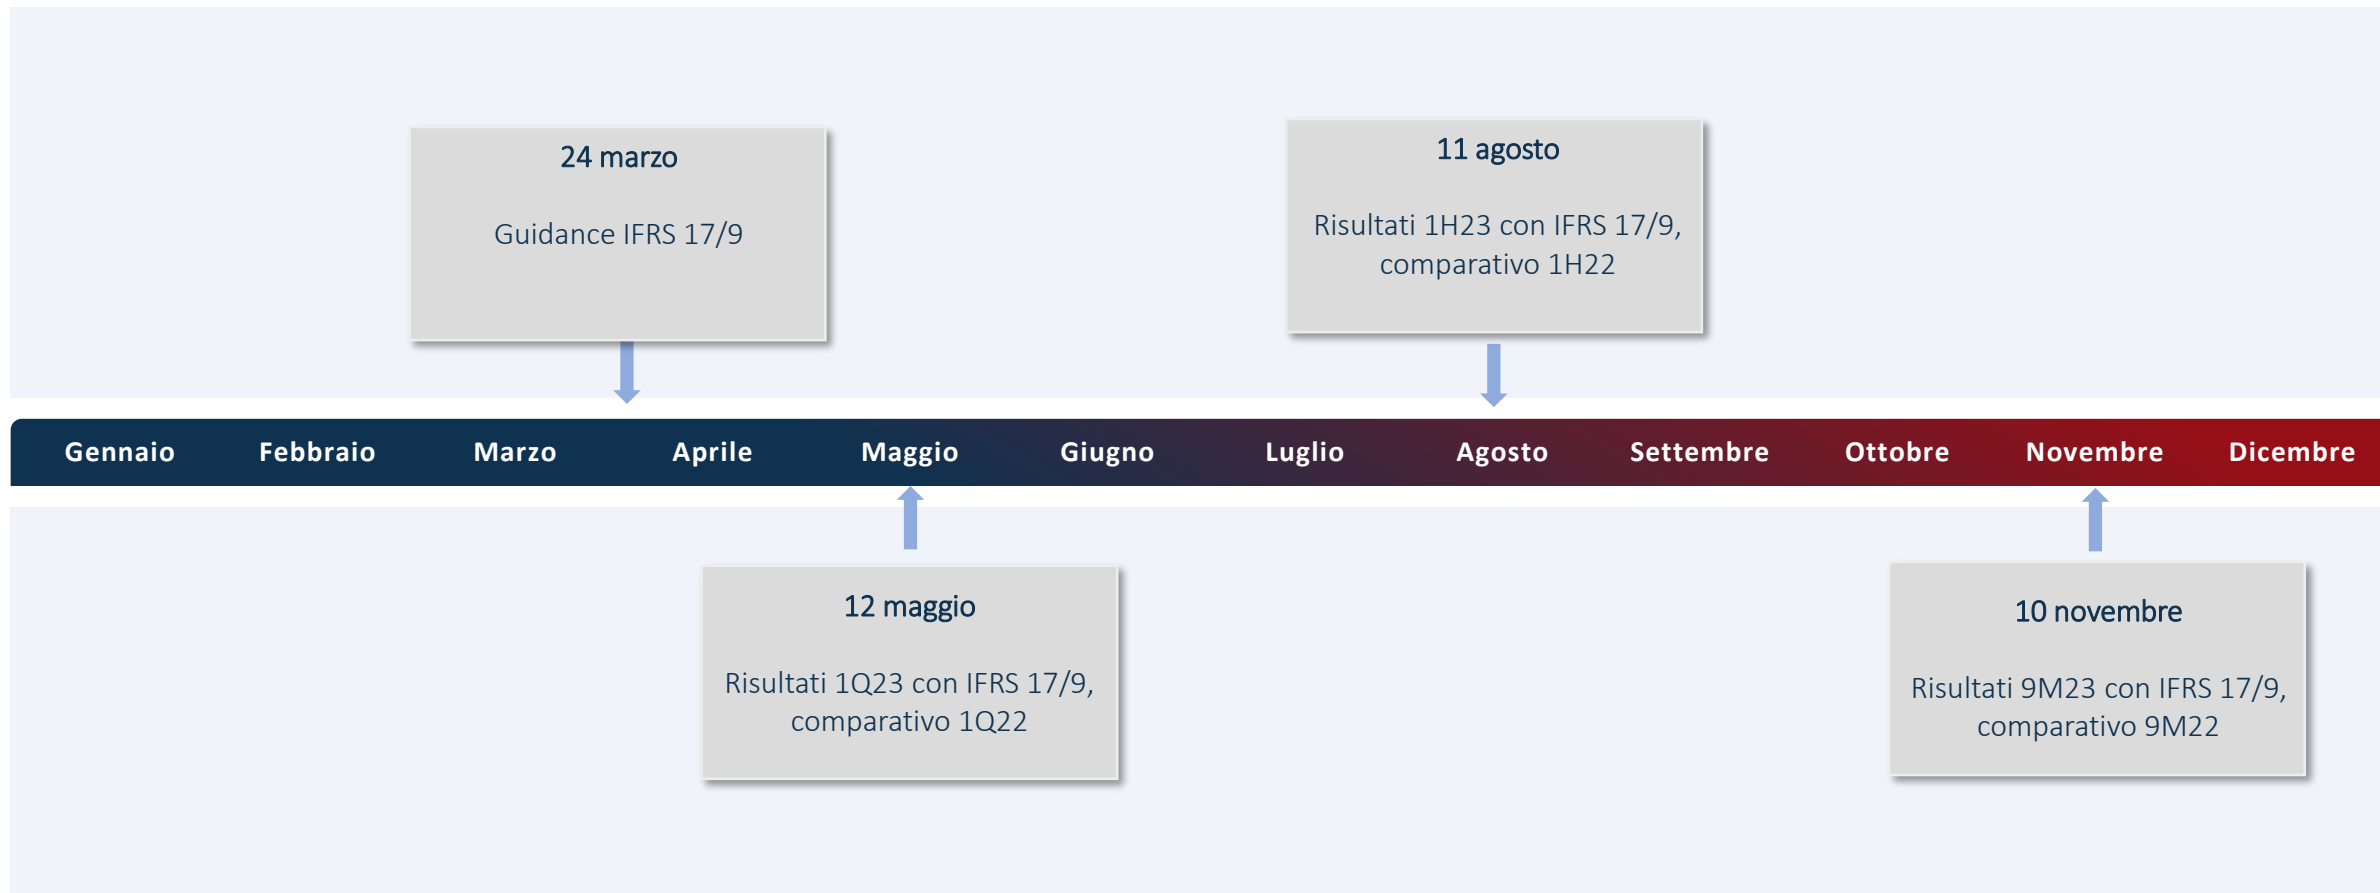 24 marzo
Guidance IFRS 17/9
11 agosto
Risultati 1H23 con IFRS 17/9,
comparativo 1H22
Gennaio Febbraio Marzo Aprile Maggio Giugno Luglio Agosto Settembre Ottobre Novembre Dicembre
12 maggio
Risultati 1Q23 con IFRS 17/9,
comparativo 1Q22
10 novembre
Risultati 9M23 con IFRS 17/9,
comparativo 9M22